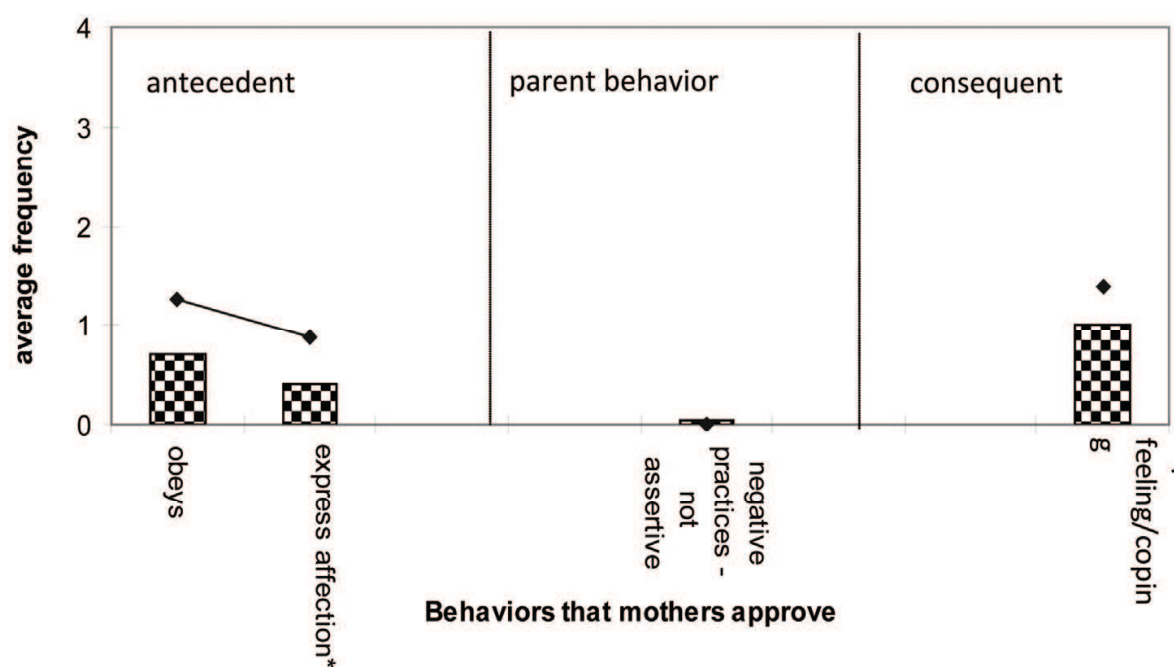 4
3
2
1
0
average frequency
antecedent
parent behavior
consequent
obeys
express affection*
negative
practices -
not
assertive
feeling/copin
g
Behaviors that mothers approve